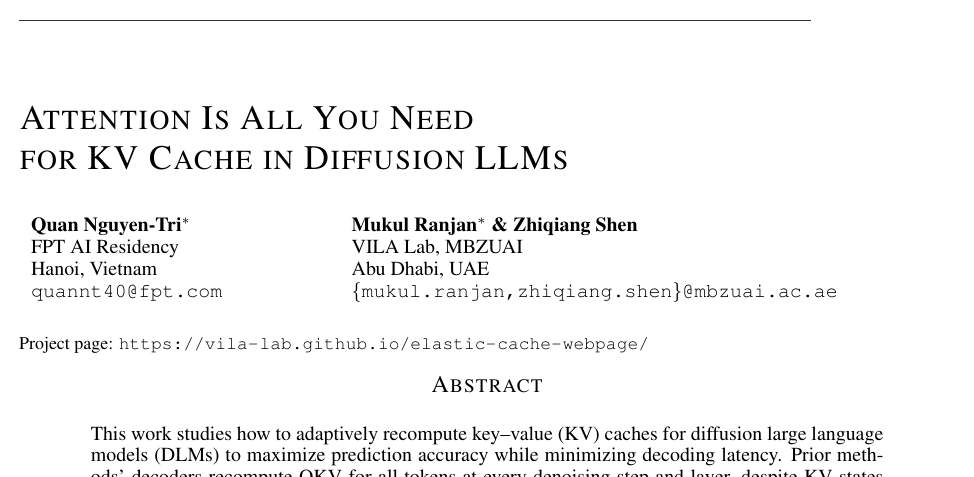 ATTENTION IS ALL YOU NEED
FOR KV CACHE IN DIFFUSION LLMS
Quan Nguyen-Tri*
FPT AI Residency
Hanoi, Vietnam
quannt40@fpt.com
Mukul Ranjan* & Zhiqiang Shen
VILA Lab, MBZUAI
Abu Dhabi, UAE
{mukul.ranjan,zhiqiang.shen}@mbzuai.ac.ae
Project page: https://vila-lab.github.io/elastic-cache-webpage/
ABSTRACT
This work studies how to adaptively recompute key–value (KV) caches for diffusion large language
models (DLMs) to maximize prediction accuracy while minimizing decoding latency. Prior meth-
ods' decoders recompute QKV for all tokens at every denoising step and layer, despite KV states